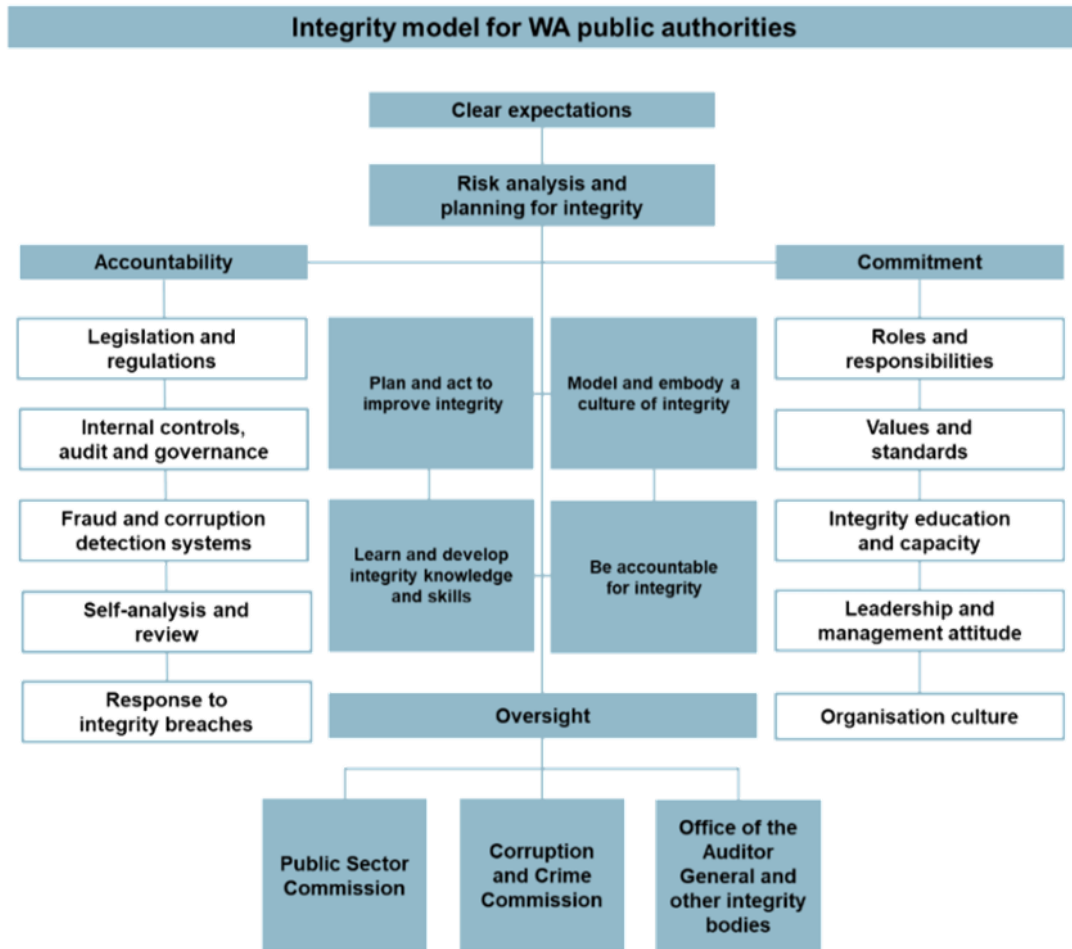 Integrity model for WA public authorities
Clear expectations
Risk analysis and
planning for integrity
Accountability
Legislation and
regulations
Internal controls,
audit and governance
Fraud and corruption
detection systems
Self-analysis and
review
Response to
integrity breaches
Plan and act to
improve integrity
Model and embody a
culture of integrity
Learn and develop
integrity knowledge
and skills
Be accountable
for integrity
Commitment
Roles and
responsibilities
Values and
standards
Integrity education
and capacity
Leadership and
management attitude
Organisation culture
Oversight
Public Sector
Commission
Corruption
and Crime
Commission
Office of the
Auditor
General and
other integrity
bodies